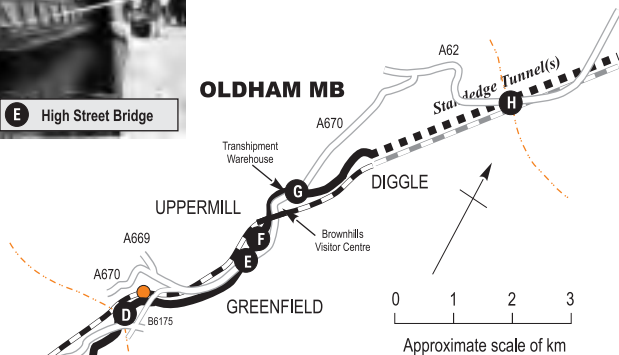 E High Street Bridge
OLDHAM MB
A62
Standedge Tunnel(s)
H
A670
Transhipment
Warehouse
G
DIGGLE
UPPERMILL
F
Brownhills
Visitor Centre
A669
E
A670
GREENFIELD
D
B6175
0 1 2 3
Approximate scale of km